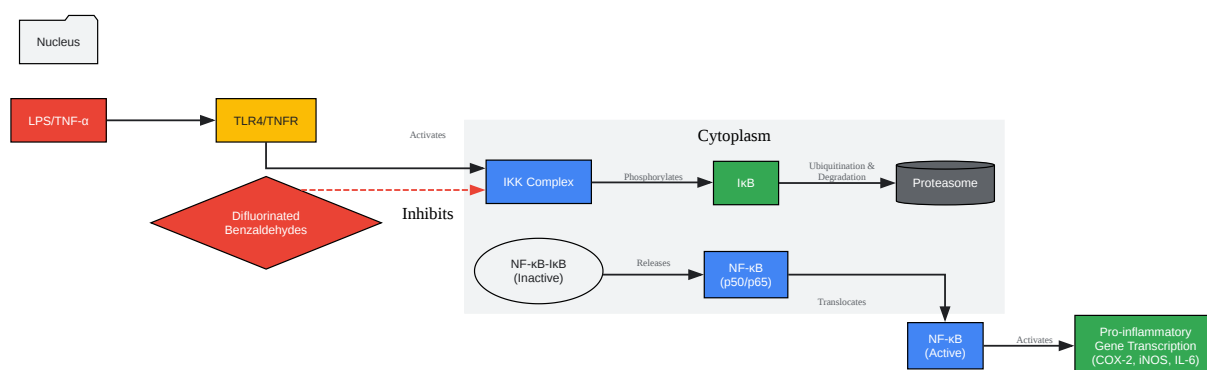 Nucleus
LPS/TNF-α
TLR4/TNFR
Activates
Cytoplasm
IKK Complex
Phosphorylates
IκB
Ubiquitination &
Degradation
Proteasome
Difluorinated
Benzaldehydes
Inhibits
NF-κB-IκB
(Inactive)
Releases
NF-κB
(p50/p65)
Translocates
NF-κB
(Active)
Activates
Pro-inflammatory
Gene Transcription
(COX-2, iNOS, IL-6)